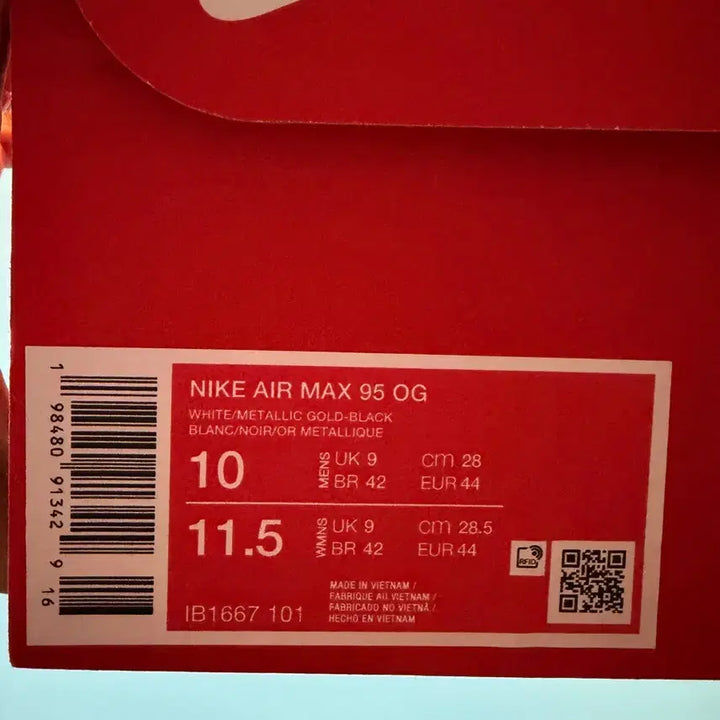 NIKE AIR MAX 95 OG
WHITE/METALLIC GOLD-BLACK
BLANC/NOIR/OR METALLIQUE
10 MENS UK 9 cm 28
BR 42 EUR 44
11.5 WMNS UK 9 cm 28.5
BR 42 EUR 44
RFID
IB1667 101
MADE IN VIETNAM /
FABRIQUE AU VIETNAM /
FABRICADO NO VIETNÃ /
HECHO EN VIETNAM
1 98480 91342 9 16